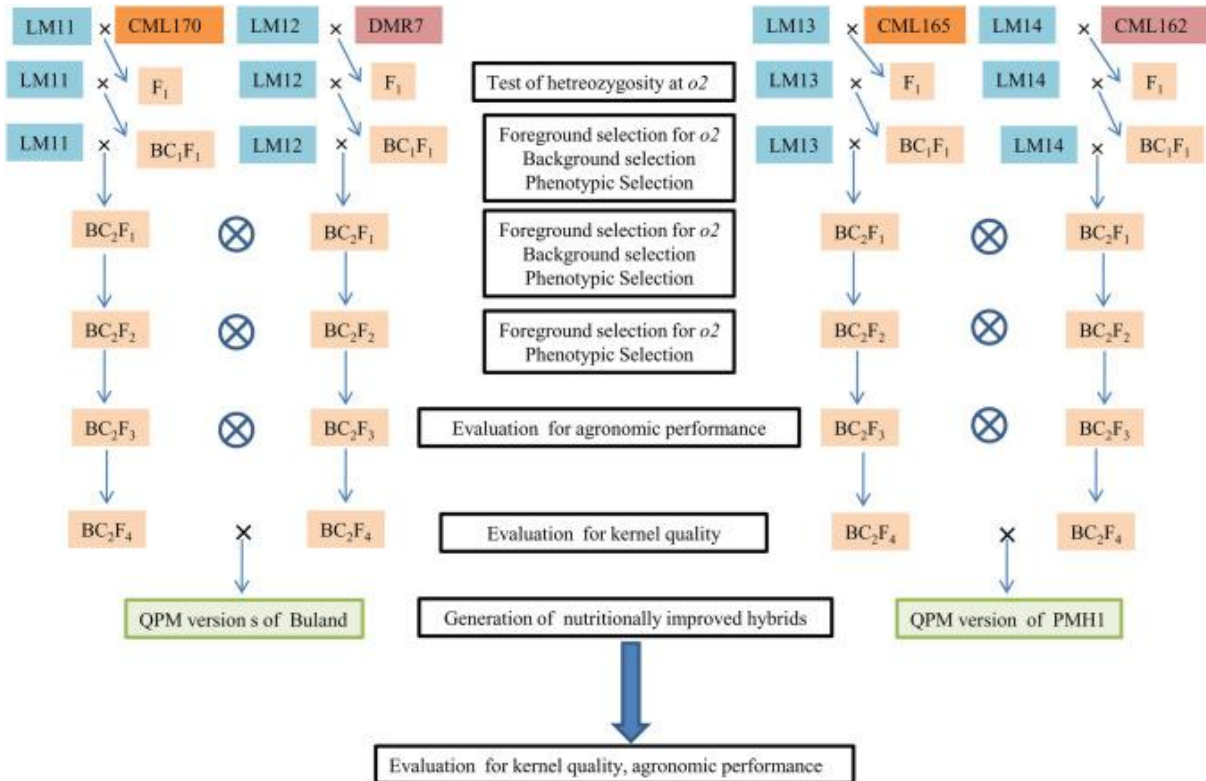 LM11 × CML170 LM12 × DMR7 LM13 × CML165 LM14 × CML162
LM11 × F₁ LM12 × F₁ Test of hetreozygosity at o2 LM13 × F₁ LM14 × F₁
LM11 × BC₁F₁ LM12 × BC₁F₁ LM13 × BC₁F₁ LM14 × BC₁F₁
Foreground selection for o2
Background selection
Phenotypic Selection
BC₂F₁ ⊗ BC₂F₁ BC₂F₁ ⊗ BC₂F₁
Foreground selection for o2
Background selection
Phenotypic Selection
BC₂F₂ ⊗ BC₂F₂ BC₂F₂ ⊗ BC₂F₂
Foreground selection for o2
Phenotypic Selection
BC₂F₃ ⊗ BC₂F₃ Evaluation for agronomic performance BC₂F₃ ⊗ BC₂F₃
BC₂F₄ × BC₂F₄ Evaluation for kernel quality BC₂F₄ × BC₂F₄
QPM version s of Buland Generation of nutritionally improved hybrids QPM version of PMH1
Evaluation for kernel quality, agronomic performance